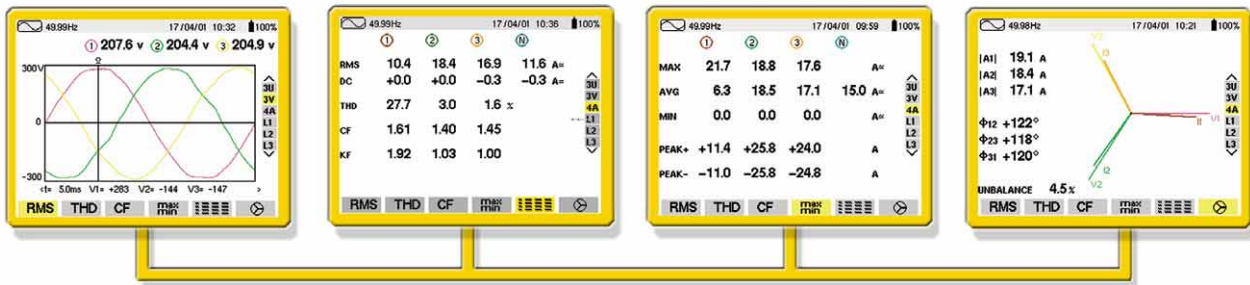 49.99Hz 17/04/01 10:32 100%
1 207.6 V 2 204.4 V 3 204.9 V
300V
0
-300
3U
3V
4A
L1
L2
L3
<t= 5.0ms V1= +283 V2= -144 V3= -147 >
RMS THD CF max min
49.99Hz 17/04/01 10:36 100%
1 2 3 N
RMS 10.4 18.4 16.9 11.6 A≃
DC +0.0 +0.0 -0.3 -0.3 A=
THD 27.7 3.0 1.6 %
CF 1.61 1.40 1.45
KF 1.92 1.03 1.00
3U
3V
4A
L1
L2
L3
RMS THD CF max min
49.99Hz 17/04/01 09:59 100%
1 2 3 N
MAX 21.7 18.8 17.6 A≃
AVG 6.3 18.5 17.1 15.0 A≃
MIN 0.0 0.0 0.0 A≃
PEAK+ +11.4 +25.8 +24.0 A
PEAK- -11.0 -25.8 -24.8 A
3U
3V
4A
L1
L2
L3
RMS THD CF max min
49.98Hz 17/04/01 10:21 100%
|A1| 19.1 A
|A2| 18.4 A
|A3| 17.1 A
Φ12 +122°
Φ23 +118°
Φ31 +120°
UNBALANCE 4.5%
I3
V1
I1
I2
V2
3U
3V
4A
L1
L2
L3
RMS THD CF max min